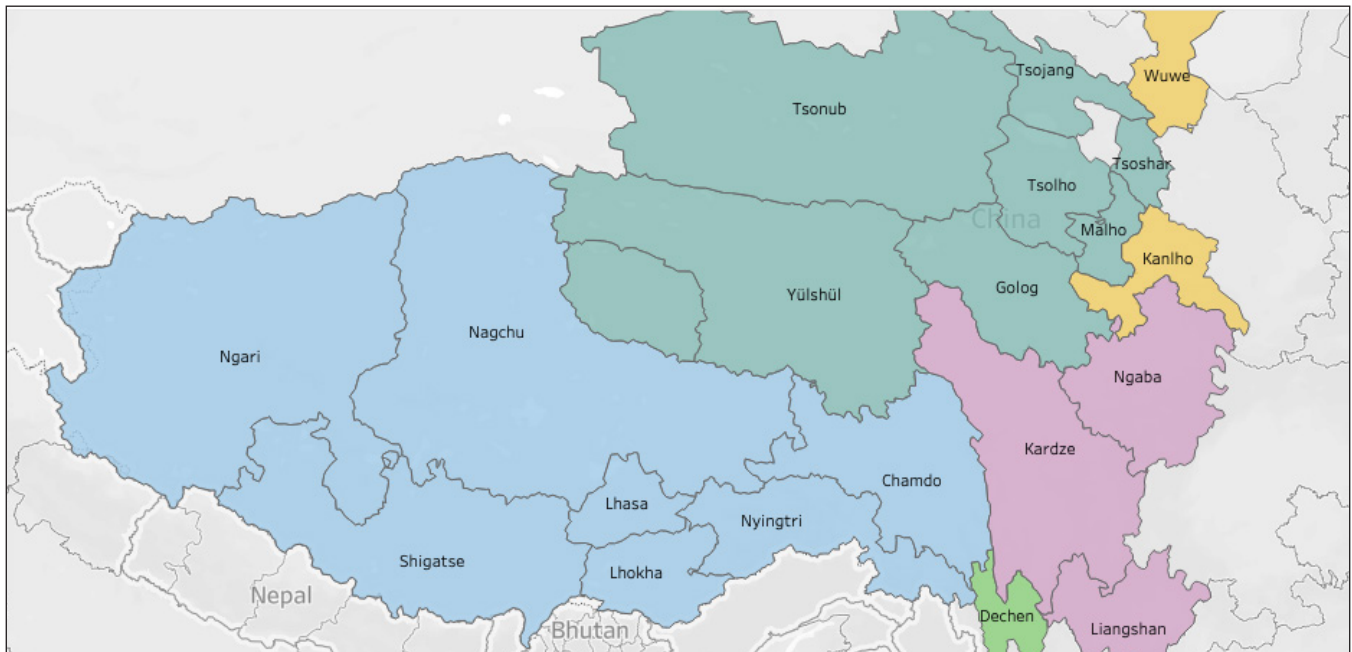 Tsojang
Wuwe
Tsonub
Tsoshar
Tsolho
China
Malho
Kanlho
Golog
Yülshül
Nagchu
Ngari
Ngaba
Kardze
Chamdo
Lhasa
Nyingtri
Shigatse
Lhokha
Nepal
Dechen
Bhutan
Liangshan